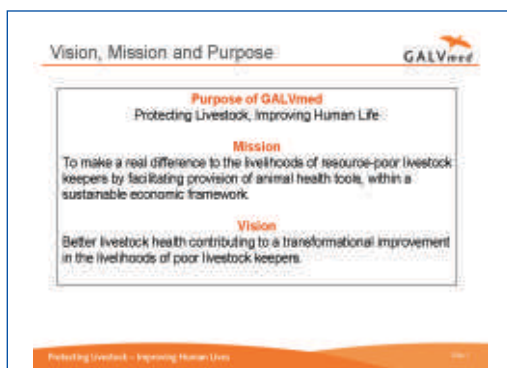 Vision, Mission and Purpose
GALVmed
Purpose of GALVmed
Protecting Livestock, Improving Human Life
Mission
To make a real difference to the livelihoods of resource-poor livestock
keepers by facilitating provision of animal health tools, within a
sustainable economic framework.
Vision
Better livestock health contributing to a transformational improvement
in the livelihoods of poor livestock keepers.
Protecting Livestock – Improving Human Lives